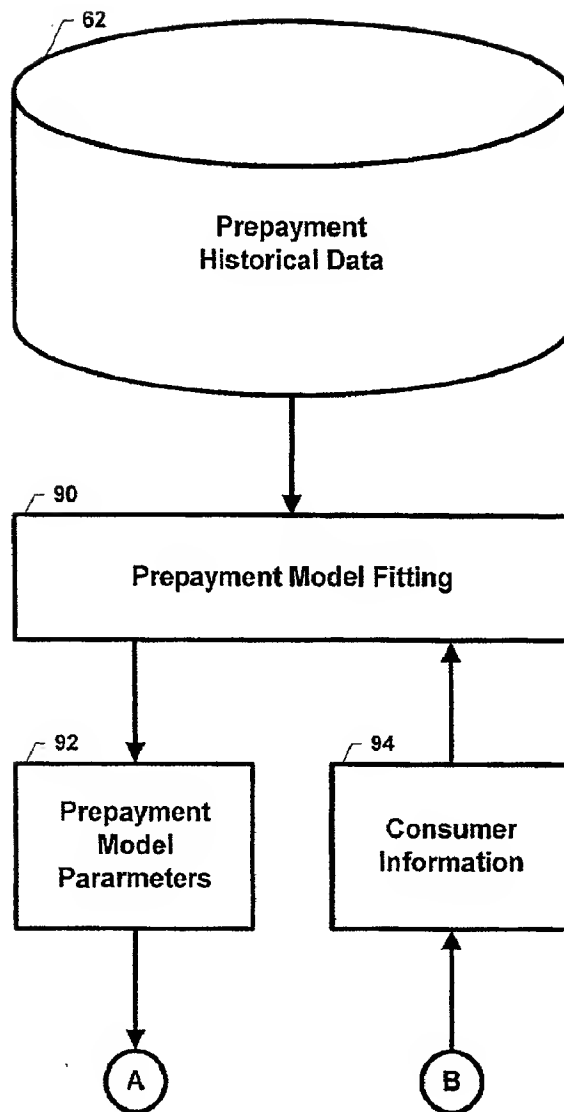 62
Prepayment
Historical Data
90
Prepayment Model Fitting
92
Prepayment
Model
Pararmeters
94
Consumer
Information
A
B